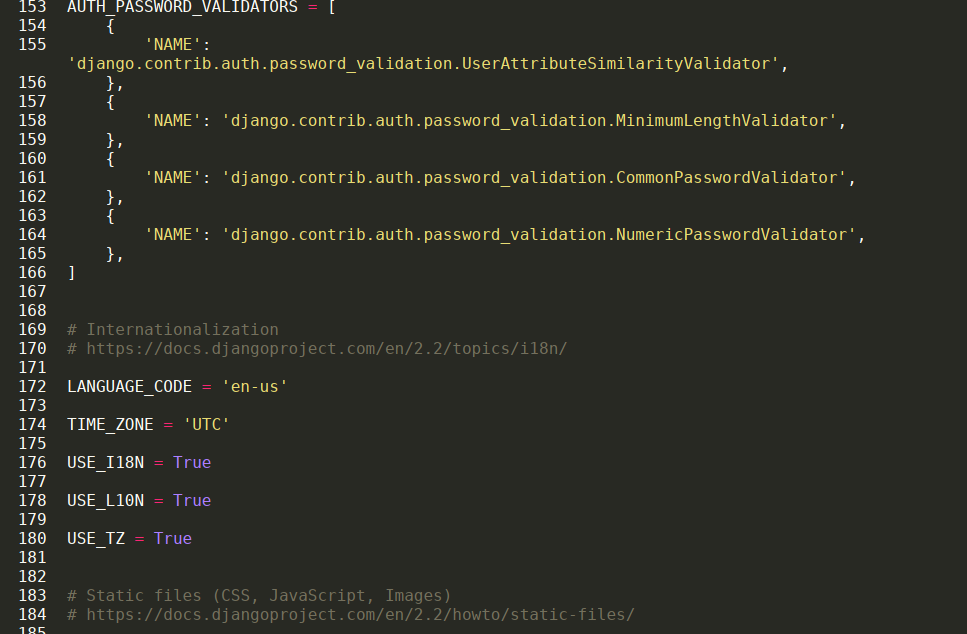 153 AUTH_PASSWORD_VALIDATORS = [
154     {
155         'NAME':
'django.contrib.auth.password_validation.UserAttributeSimilarityValidator',
156     },
157     {
158         'NAME': 'django.contrib.auth.password_validation.MinimumLengthValidator',
159     },
160     {
161         'NAME': 'django.contrib.auth.password_validation.CommonPasswordValidator',
162     },
163     {
164         'NAME': 'django.contrib.auth.password_validation.NumericPasswordValidator',
165     },
166 ]
167
168
169 # Internationalization
170 # https://docs.djangoproject.com/en/2.2/topics/i18n/
171
172 LANGUAGE_CODE = 'en-us'
173
174 TIME_ZONE = 'UTC'
175
176 USE_I18N = True
177
178 USE_L10N = True
179
180 USE_TZ = True
181
182
183 # Static files (CSS, JavaScript, Images)
184 # https://docs.djangoproject.com/en/2.2/howto/static-files/
185